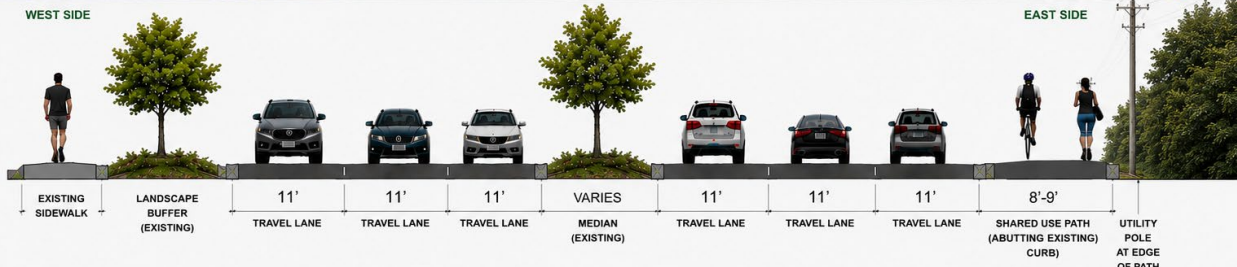 WEST SIDE
EAST SIDE
EXISTING
SIDEWALK
LANDSCAPE
BUFFER
(EXISTING)
11’
TRAVEL LANE
11’
TRAVEL LANE
11’
TRAVEL LANE
VARIES
MEDIAN
(EXISTING)
11’
TRAVEL LANE
11’
TRAVEL LANE
11’
TRAVEL LANE
8’-9’
SHARED USE PATH
(ABUTTING EXISTING)
CURB)
UTILITY
POLE
AT EDGE
OF PATH